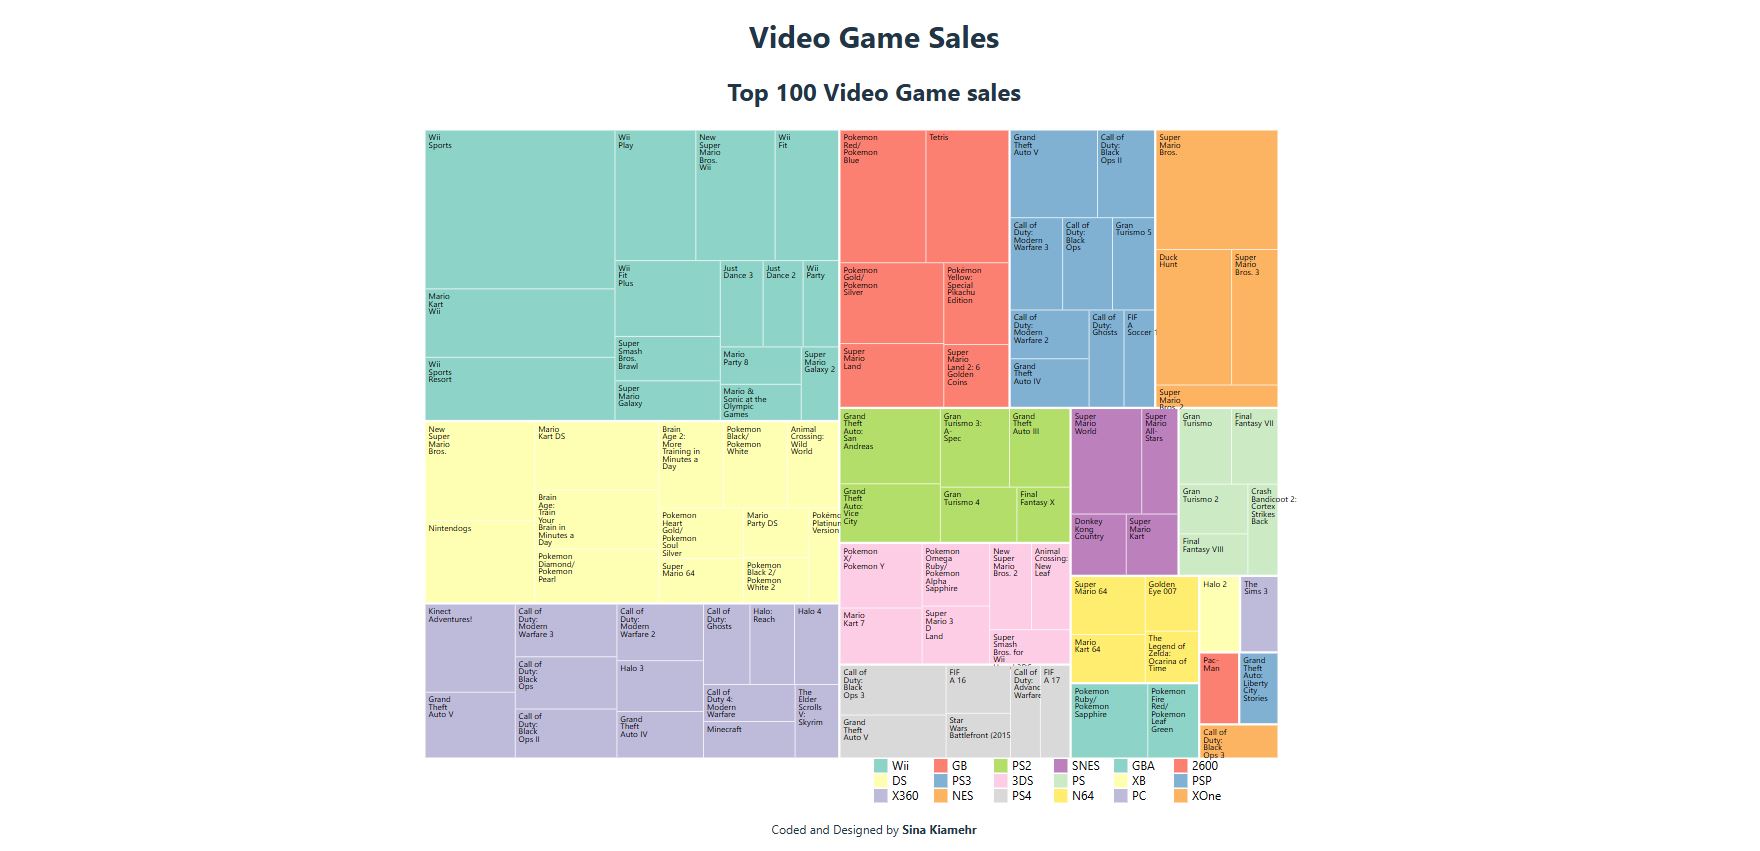 Video Game Sales
Top 100 Video Game sales
Wii
Sports
Mario
Kart
Wii
Wii
Sports
Resort
Wii
Play
New
Super
Mario
Bros.
Wii
Wii
Fit
Wii
Fit
Plus
Super
Smash
Bros.
Brawl
Super
Mario
Galaxy
Just
Dance 3
Just
Dance 2
Wii
Party
Mario
Party 8
Mario &
Sonic at the
Olympic
Games
Super
Mario
Galaxy 2
New
Super
Mario
Bros.
Nintendogs
Mario
Kart DS
Brain
Age:
Train
Your
Brain in
Minutes a
Day
Pokemon
Diamond/
Pokemon
Pearl
Brain
Age 2:
More
Training in
Minutes a
Day
Pokemon
Black/
Pokemon
White
Animal
Crossing:
Wild
World
Pokemon
Heart
Gold/
Pokemon
Soul
Silver
Super
Mario 64
Mario
Party DS
Pokemon
Black 2/
Pokemon
White 2
Pokémo
Platinum
Version
Kinect
Adventures!
Grand
Theft
Auto V
Call of
Duty:
Modern
Warfare 3
Call of
Duty:
Black
Ops
Call of
Duty:
Black
Ops II
Call of
Duty:
Modern
Warfare 2
Halo 3
Grand
Theft
Auto IV
Call of
Duty:
Ghosts
Halo:
Reach
Halo 4
Call of
Duty 4:
Modern
Warfare
Minecraft
The
Elder
Scrolls
V:
Skyrim
Pokemon
Red/
Pokemon
Blue
Tetris
Pokemon
Gold/
Pokemon
Silver
Super
Mario
Land
Pokémon
Yellow:
Special
Pikachu
Edition
Super
Mario
Land 2: 6
Golden
Coins
Grand
Theft
Auto V
Call of
Duty:
Black
Ops II
Call of
Duty:
Modern
Warfare 3
Call of
Duty:
Black
Ops
Gran
Turismo 5
Call of
Duty:
Modern
Warfare 2
Grand
Theft
Auto IV
Call of
Duty:
Ghosts
FIF
A
Soccer
Super
Mario
Bros.
Duck
Hunt
Super
Mario
Bros. 3
Super
Mario
Bros. 2
Grand
Theft
Auto:
San
Andreas
Grand
Theft
Auto:
Vice
City
Gran
Turismo 3:
A-
Spec
Grand
Theft
Auto III
Gran
Turismo 4
Final
Fantasy X
Pokemon
X/
Pokemon Y
Mario
Kart 7
Pokemon
Omega
Ruby/
Pokemon
Alpha
Sapphire
Super
Mario 3
D
Land
New
Super
Mario
Bros. 2
Animal
Crossing:
New
Leaf
Super
Smash
Bros. for
Wii
Call of
Duty:
Black
Ops 3
Grand
Theft
Auto V
FIF
A 16
Star
Wars
Battlefront (2015
Call of
Duty:
Advanc
Warfare
FIF
A 17
Super
Mario
World
Super
Mario
All-
Stars
Donkey
Kong
Country
Super
Mario
Kart
Gran
Turismo
Final
Fantasy VII
Gran
Turismo 2
Final
Fantasy VIII
Crash
Bandicoot 2:
Cortex
Strikes
Back
Super
Mario 64
Mario
Kart 64
Golden
Eye 007
The
Legend of
Zelda:
Ocarina of
Time
Pokemon
Ruby/
Pokemon
Sapphire
Pokemon
Fire
Red/
Pokemon
Leaf
Green
Halo 2
The
Sims 3
Pac-
Man
Grand
Theft
Auto:
Liberty
City
Stories
Call of
Duty:
Black
Ops 3
Wii GB PS2 SNES GBA 2600
DS PS3 3DS PS XB PSP
X360 NES PS4 N64 PC XOne
Coded and Designed by Sina Kiamehr